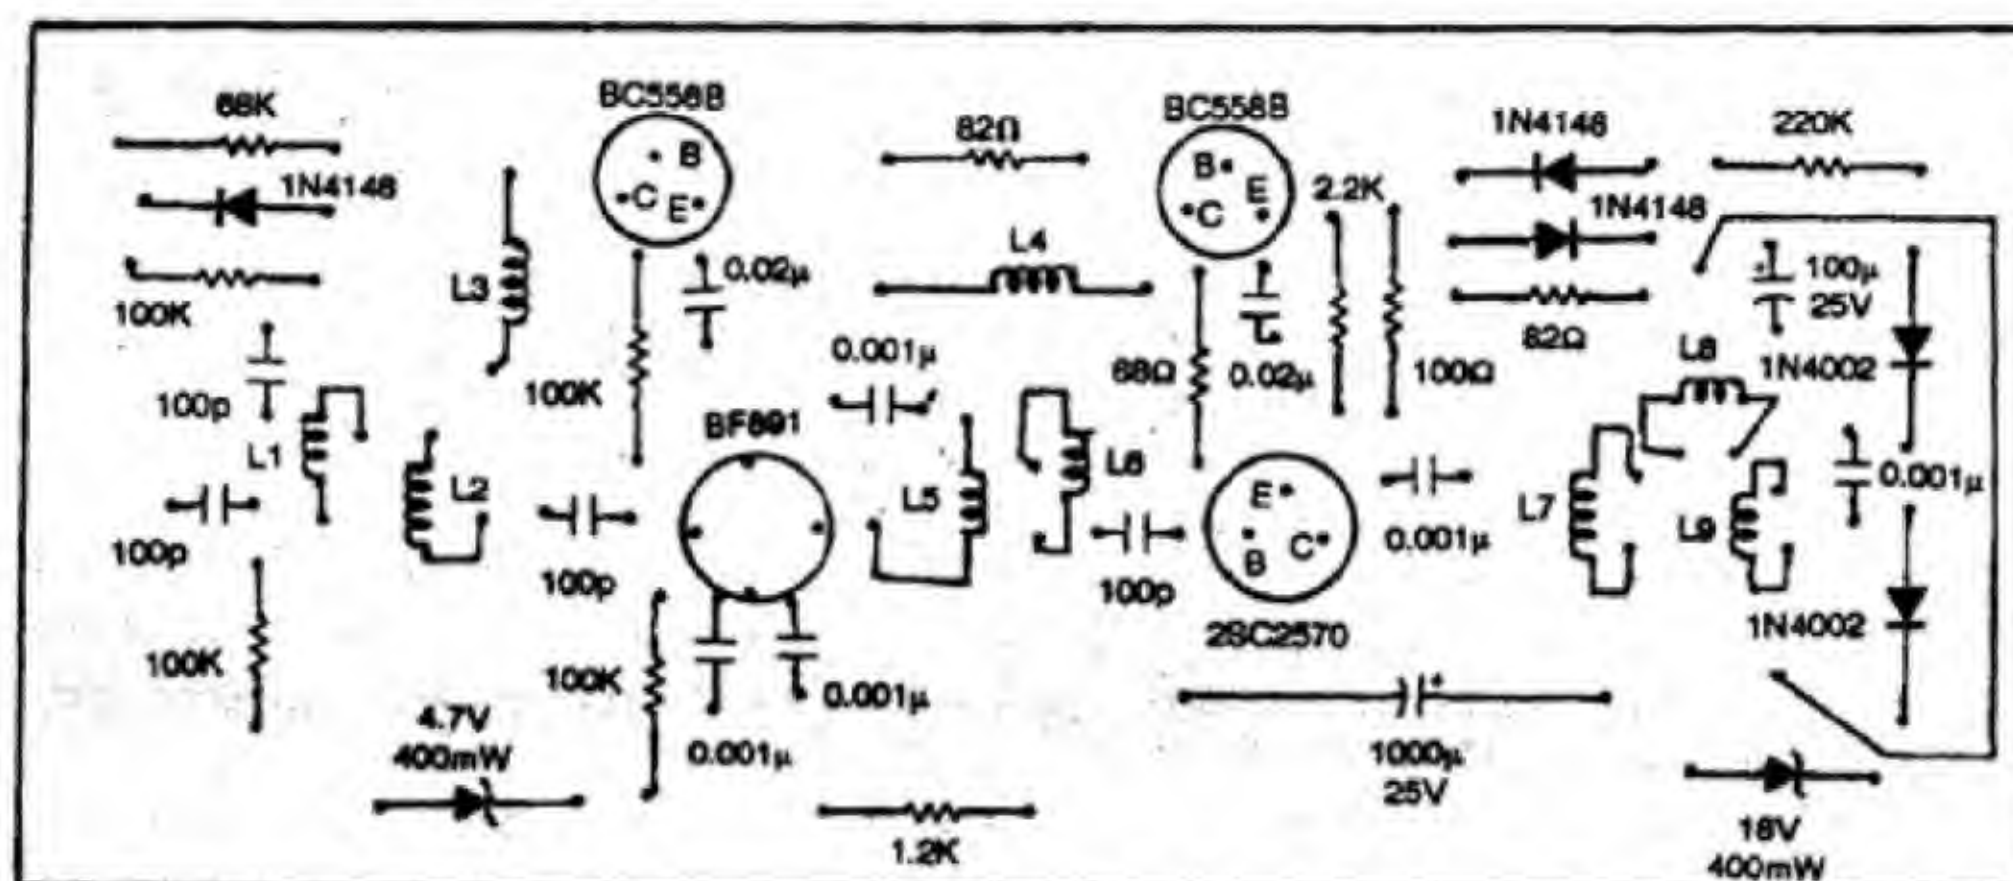 68K
BC558B
82Ω
BC558B
1N4148
220K
B
C
E
B
E
C
2.2K
1N4148
1N4148
100K
L3
0.02µ
L4
100µ
25V
82Ω
100p
100K
0.001µ
68Ω
0.02µ
100Ω
L8
1N4002
L1
L2
BF891
L5
L6
E
B
C
L7
L9
0.001µ
100p
100p
100p
0.001µ
2SC2570
1N4002
100K
100K
0.001µ
4.7V
400mW
0.001µ
1000µ
25V
1.2K
18V
400mW